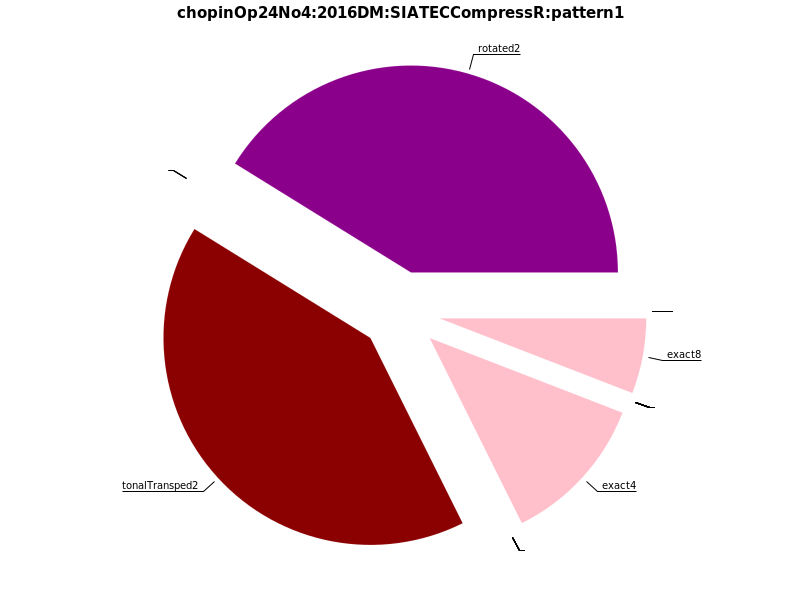 chopinOp24No4:2016DM:SIATECCompressR:pattern1
rotated2
exact8
tonalTransped2
exact4